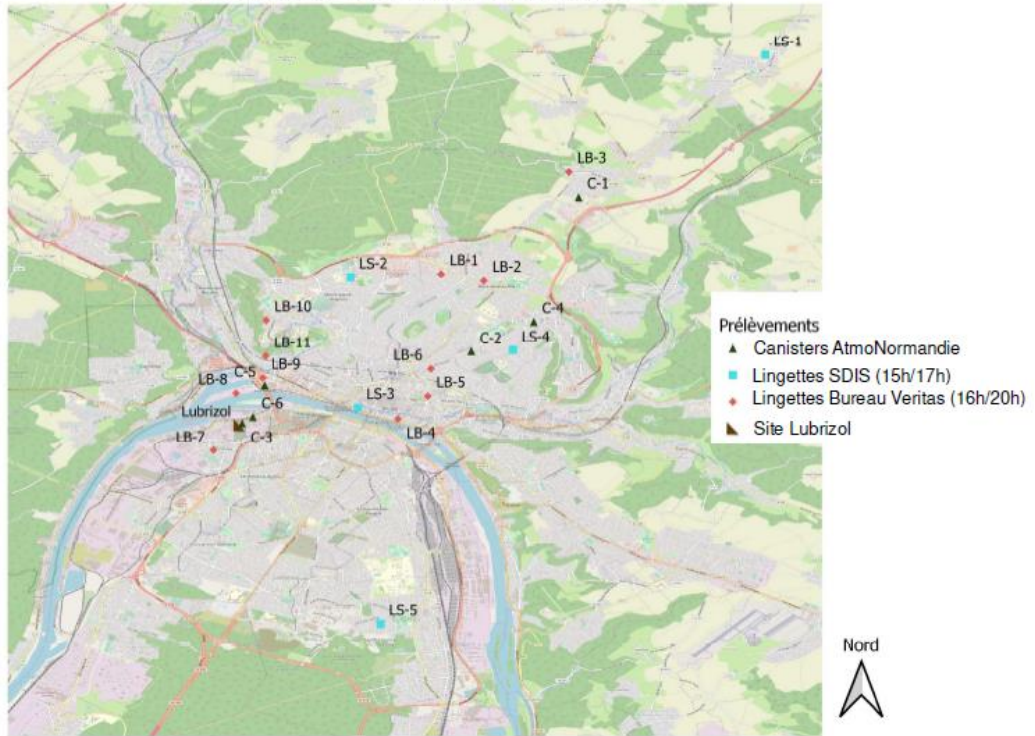 LS-1
LB-3
C-1
LS-2
LB-1
LB-2
LB-10
C-4
C-2
LS-4
LB-11
LB-6
LB-9
C-5
LB-8
LB-5
LS-3
C-6
Lubrizol
LB-4
LB-7
C-3
LS-5
Prélèvements
Canisters AtmoNormandie
Lingettes SDIS (15h/17h)
Lingettes Bureau Veritas (16h/20h)
Site Lubrizol
Nord